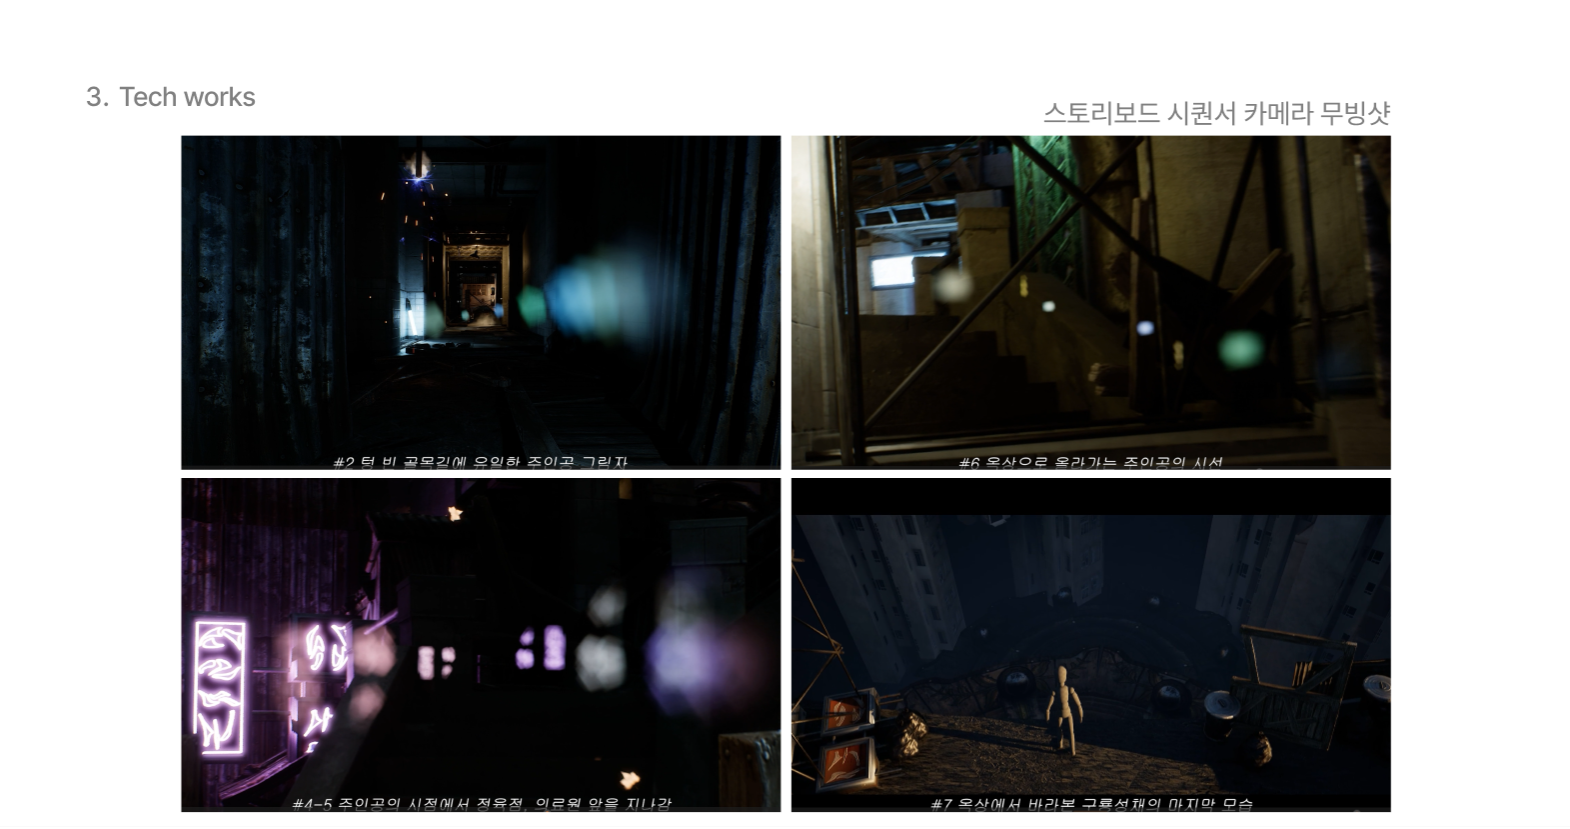 3. Tech works
스토리보드 시퀀서 카메라 무빙샷
#2 텅 빈 골목길에 유일한 주인공 그림자
#6 옥상으로 올라가는 주인공의 시선
#4-5 주인공의 시점에서 정육점, 의료원 앞을 지나감
#7 옥상에서 바라본 구룡성채의 마지막 모습